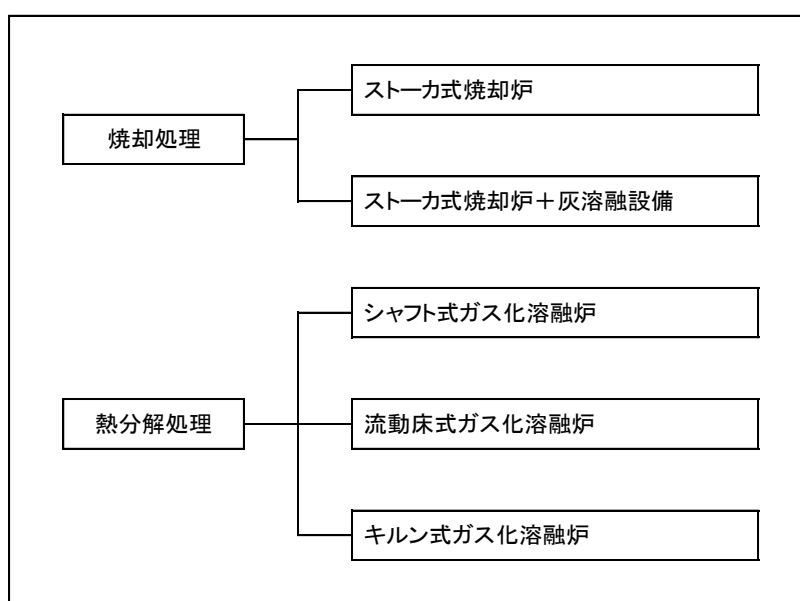 焼却処理
ストーカ式焼却炉
ストーカ式焼却炉＋灰溶融設備
熱分解処理
シャフト式ガス化溶融炉
流動床式ガス化溶融炉
キルン式ガス化溶融炉